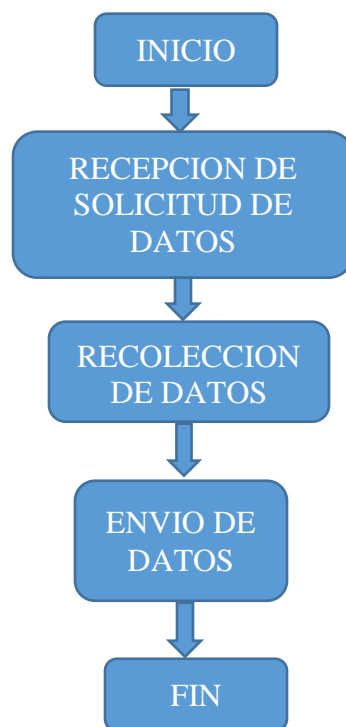 INICIO
RECEPCION DE
SOLICITUD DE
DATOS
RECOLECCION
DE DATOS
ENVIO DE
DATOS
FIN